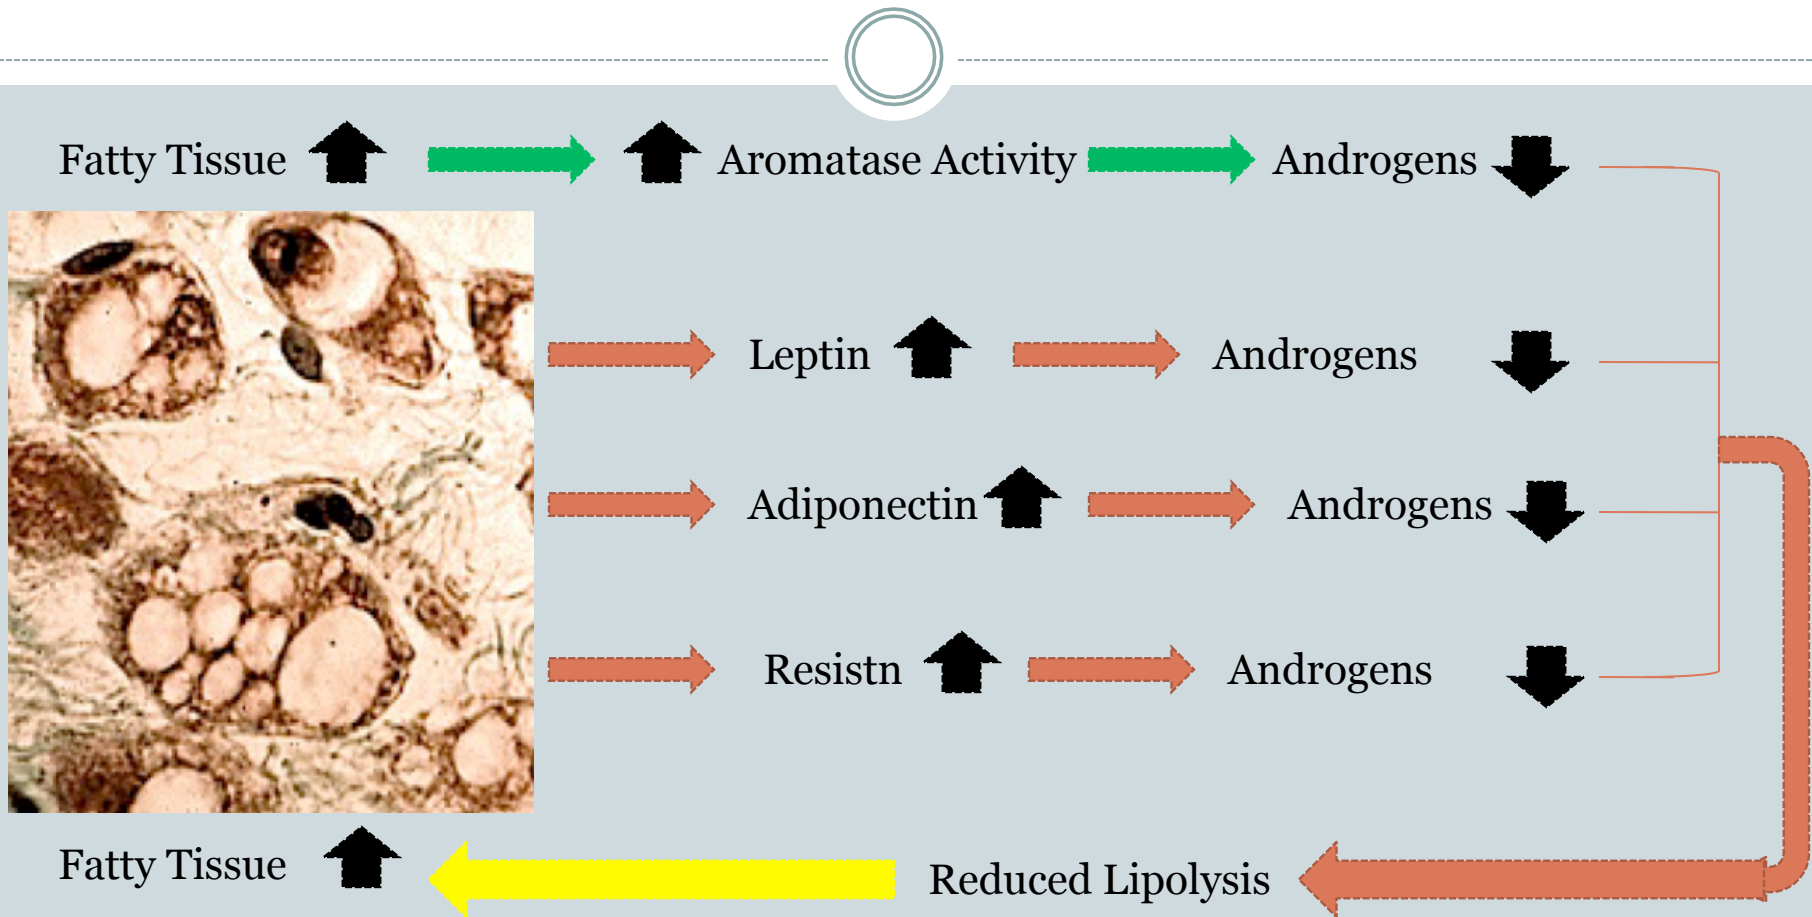 Fatty Tissue Aromatase Activity Androgens
Leptin Androgens
Adiponectin Androgens
Resistn Androgens
Fatty Tissue Reduced Lipolysis